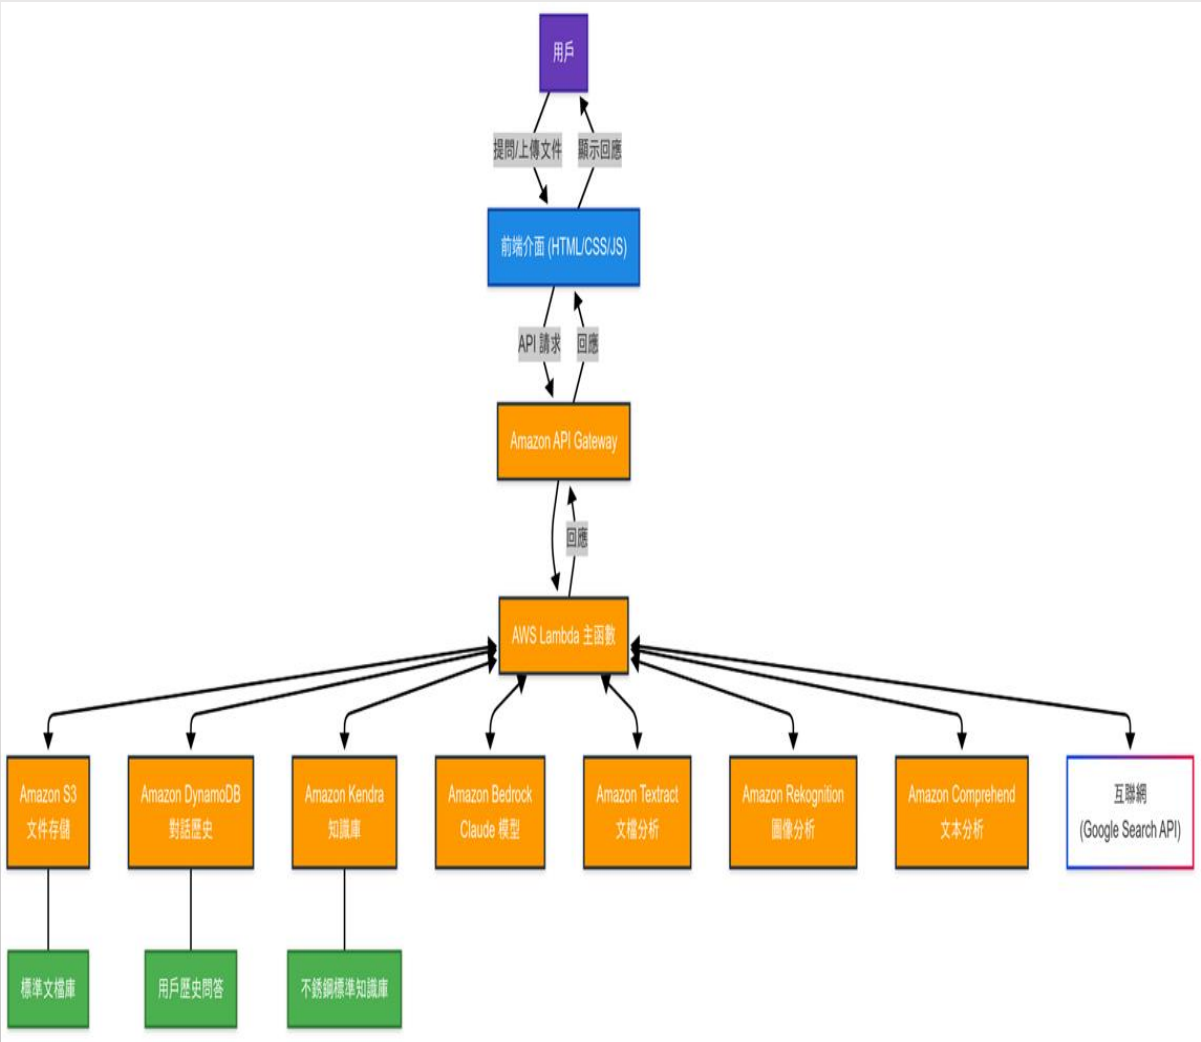 用戶
提問/上傳文件
顯示回應
前端介面 (HTML/CSS/JS)
API 請求
回應
Amazon API Gateway
回應
AWS Lambda 主函數
Amazon S3
文件存儲
Amazon DynamoDB
對話歷史
Amazon Kendra
知識庫
Amazon Bedrock
Claude 模型
Amazon Textract
文檔分析
Amazon Rekognition
圖像分析
Amazon Comprehend
文本分析
互聯網
(Google Search API)
標準文檔庫
用戶歷史問答
不銹鋼標準知識庫